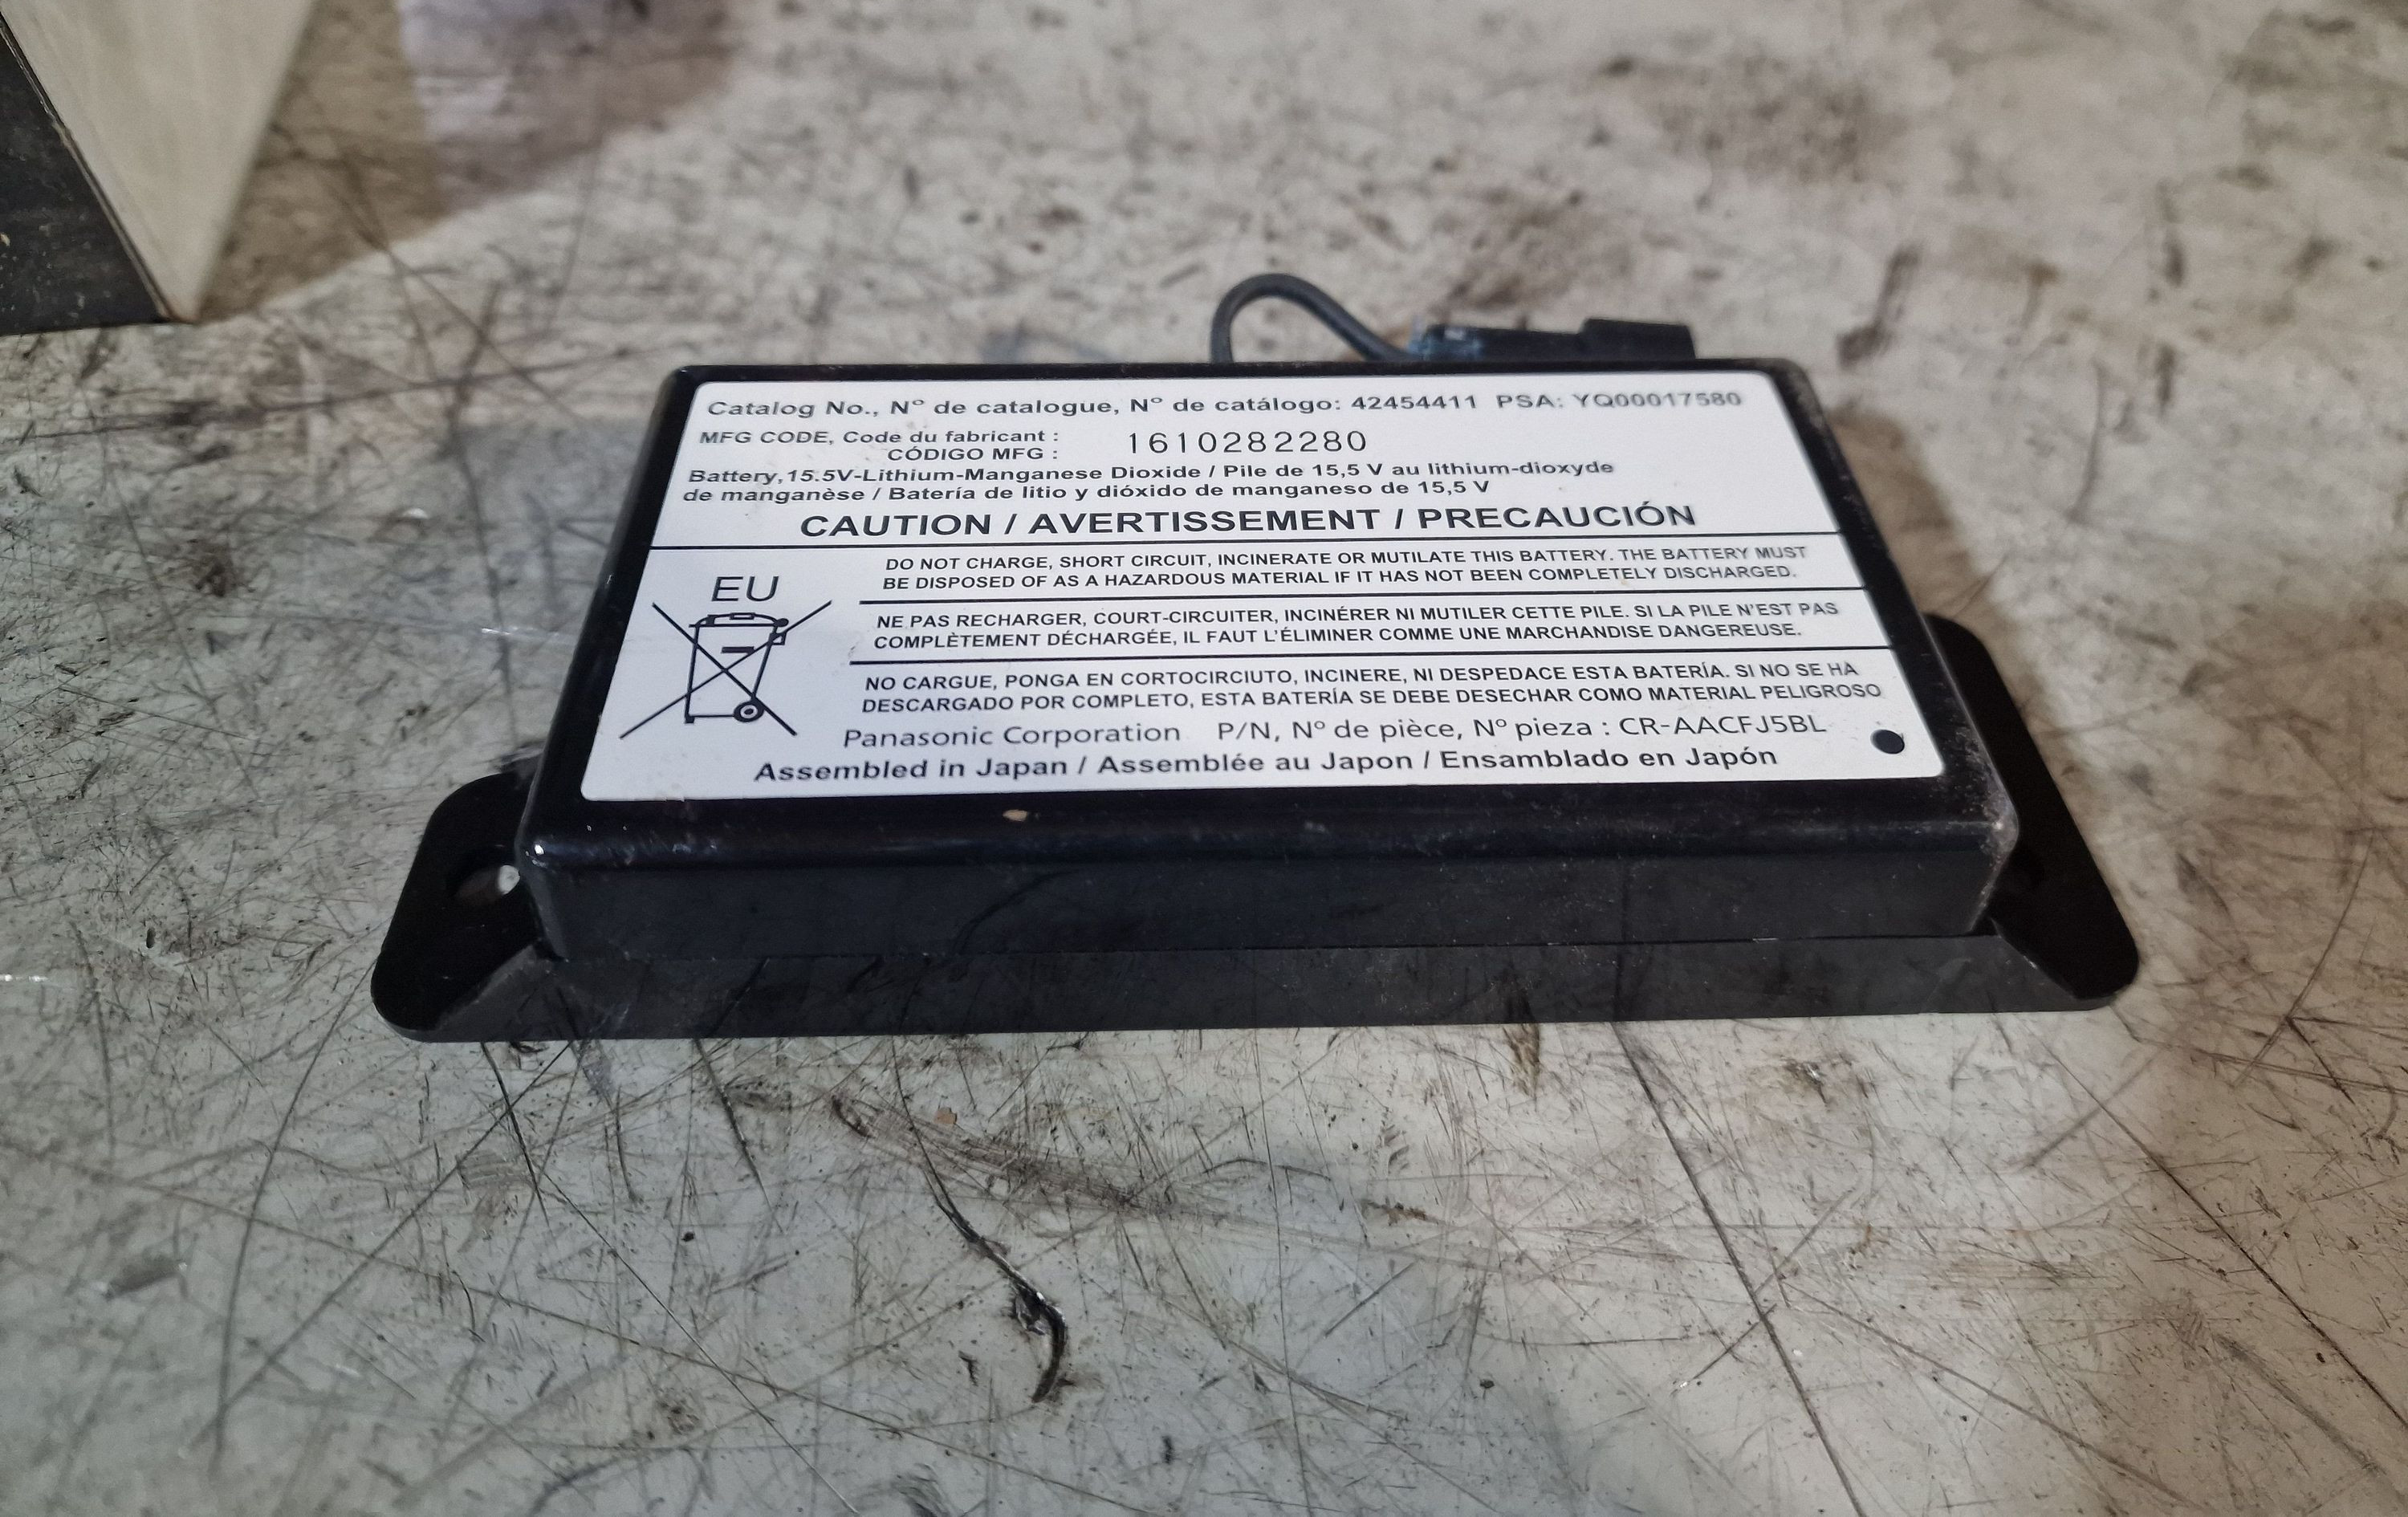 Catalog No., N° de catalogue, N° de catálogo: 42454411 PSA: YQ00017580
MFG CODE, Code du fabricant :
CÓDIGO MFG :
1610282280
Battery,15.5V-Lithium-Manganese Dioxide / Pile de 15,5 V au lithium-dioxyde
de manganèse / Batería de litio y dióxido de manganeso de 15,5 V
CAUTION / AVERTISSEMENT / PRECAUCIÓN
EU
DO NOT CHARGE, SHORT CIRCUIT, INCINERATE OR MUTILATE THIS BATTERY. THE BATTERY MUST
BE DISPOSED OF AS A HAZARDOUS MATERIAL IF IT HAS NOT BEEN COMPLETELY DISCHARGED.
NE PAS RECHARGER, COURT-CIRCUITER, INCINÉRER NI MUTILER CETTE PILE. SI LA PILE N'EST PAS
COMPLÈTEMENT DÉCHARGÉE, IL FAUT L'ÉLIMINER COMME UNE MARCHANDISE DANGEREUSE.
NO CARGUE, PONGA EN CORTOCIRCIUTO, INCINERE, NI DESPEDACE ESTA BATERÍA. SI NO SE HA
DESCARGADO POR COMPLETO, ESTA BATERÍA SE DEBE DESECHAR COMO MATERIAL PELIGROSO
Panasonic Corporation P/N, N° de pièce, N° pieza : CR-AACFJ5BL
Assembled in Japan / Assemblée au Japon / Ensamblado en Japón